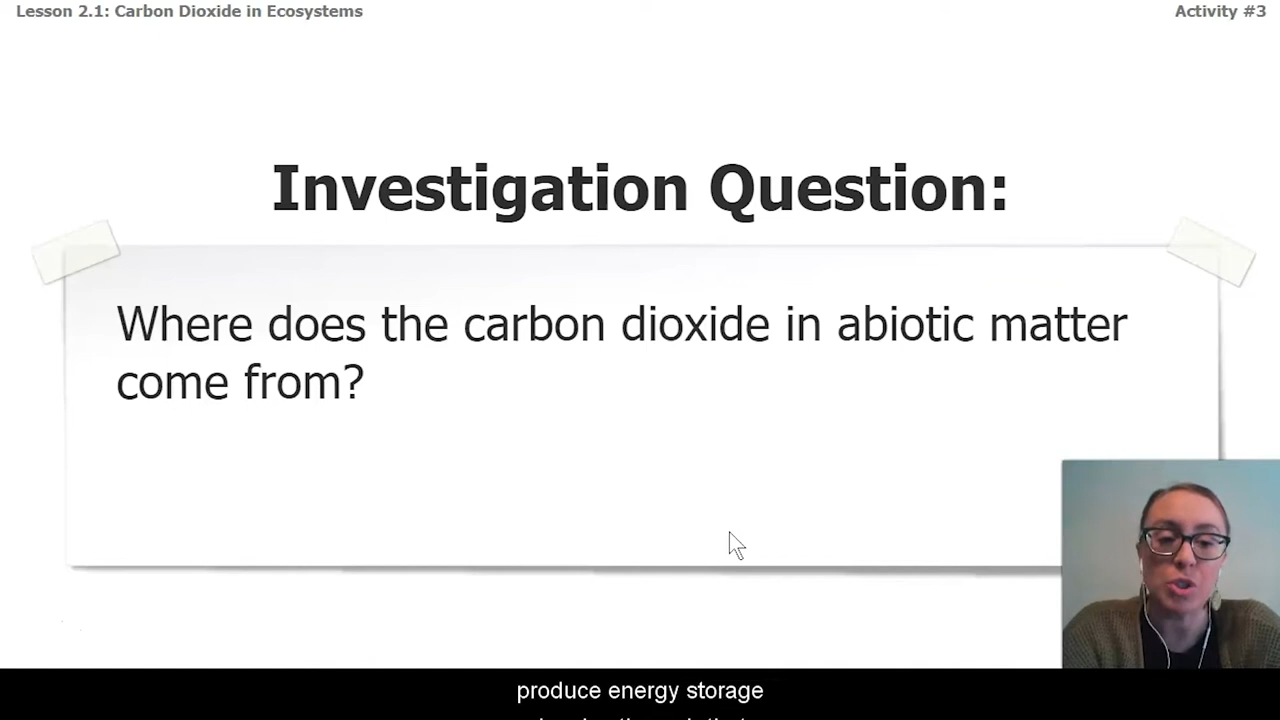 Lesson 2.1: Carbon Dioxide in Ecosystems
Activity #3
Investigation Question:
Where does the carbon dioxide in abiotic matter
come from?
produce energy storage